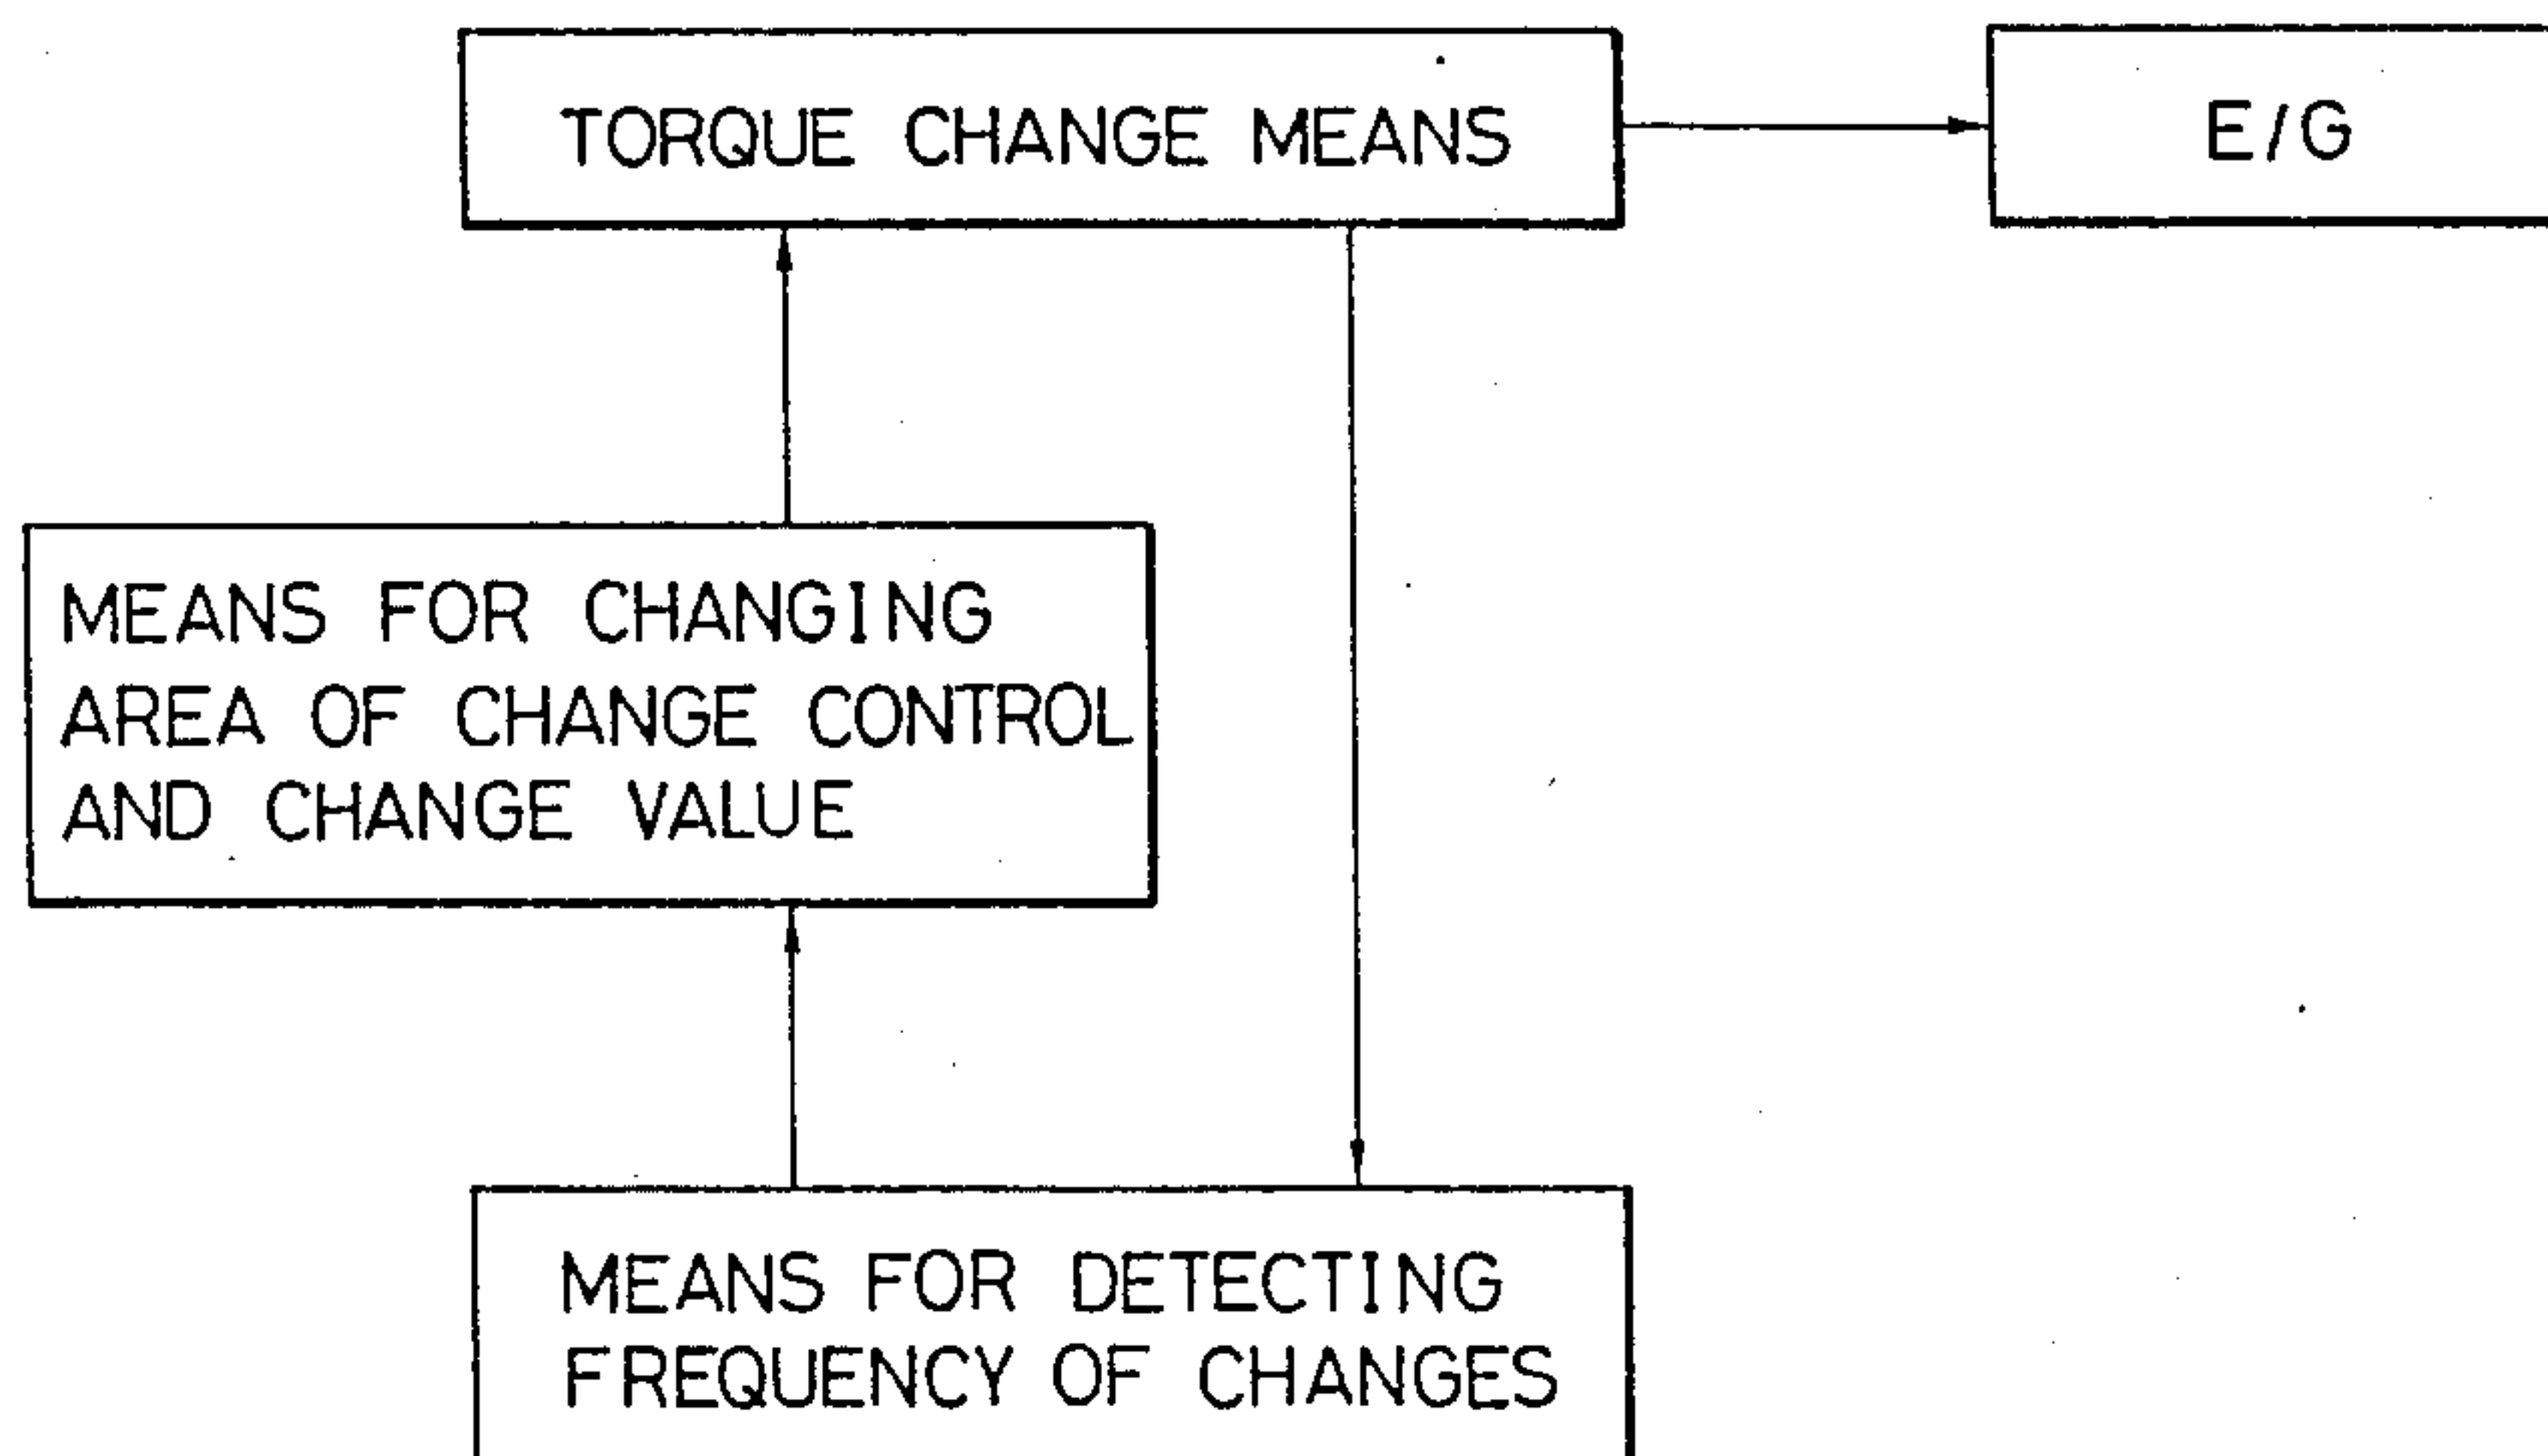 TORQUE CHANGE MEANS
E/G
MEANS FOR CHANGING
AREA OF CHANGE CONTROL
AND CHANGE VALUE
MEANS FOR DETECTING
FREQUENCY OF CHANGES